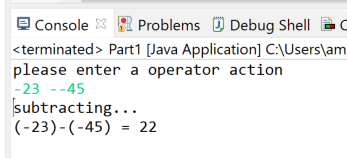 Console Problems Debug Shell
<terminated> Part1 [Java Application] C:\Users\am
please enter a operator action
-23 --45
subtracting...
(-23)-(-45) = 22